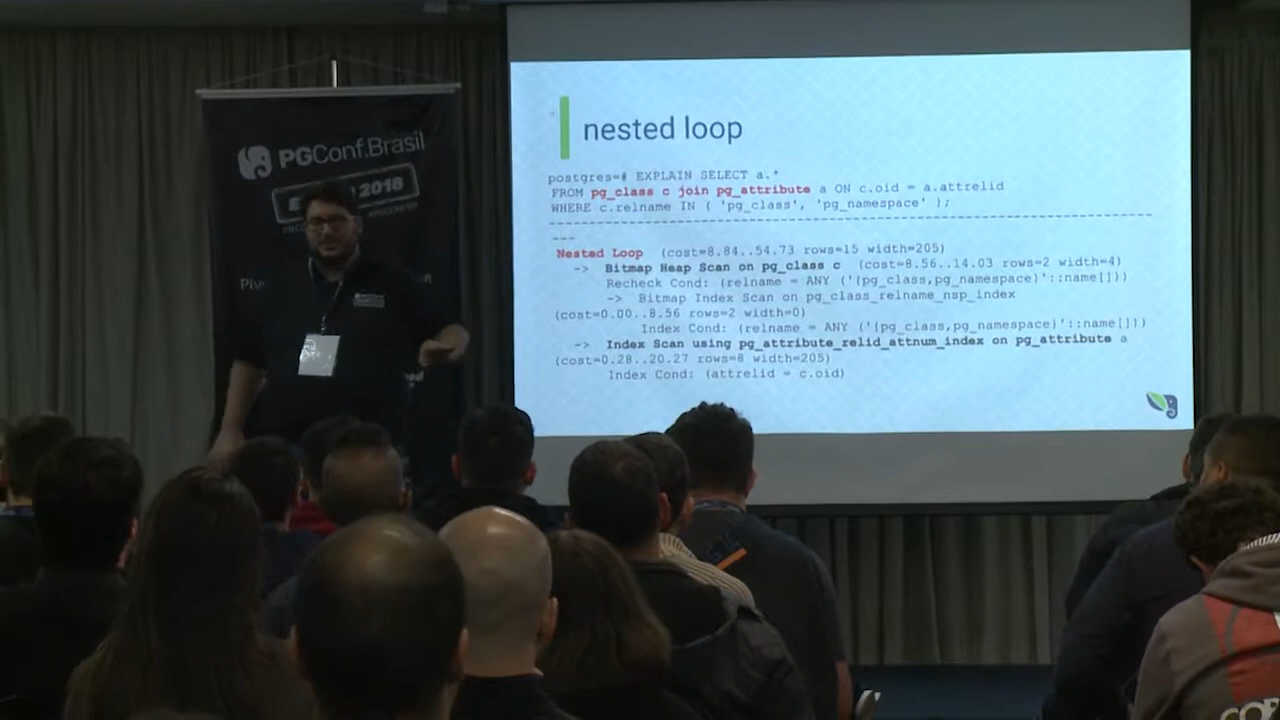 PGConf.Brasil
2018
nested loop
postgres=# EXPLAIN SELECT a.*
FROM pg_class c join pg_attribute a ON c.oid = a.attrelid
WHERE c.relname IN ( 'pg_class', 'pg_namespace' );
---
Nested Loop (cost=8.84..54.73 rows=15 width=205)
-> Bitmap Heap Scan on pg_class c (cost=8.56..14.03 rows=2 width=4)
Recheck Cond: (relname = ANY ('{pg_class,pg_namespace}'::name[]))
-> Bitmap Index Scan on pg_class_relname_nsp_index
(cost=0.00..8.56 rows=2 width=0)
Index Cond: (relname = ANY ('{pg_class,pg_namespace}'::name[]))
-> Index Scan using pg_attribute_relid_attnum_index on pg_attribute a
(cost=0.28..20.27 rows=8 width=205)
Index Cond: (attrelid = c.oid)